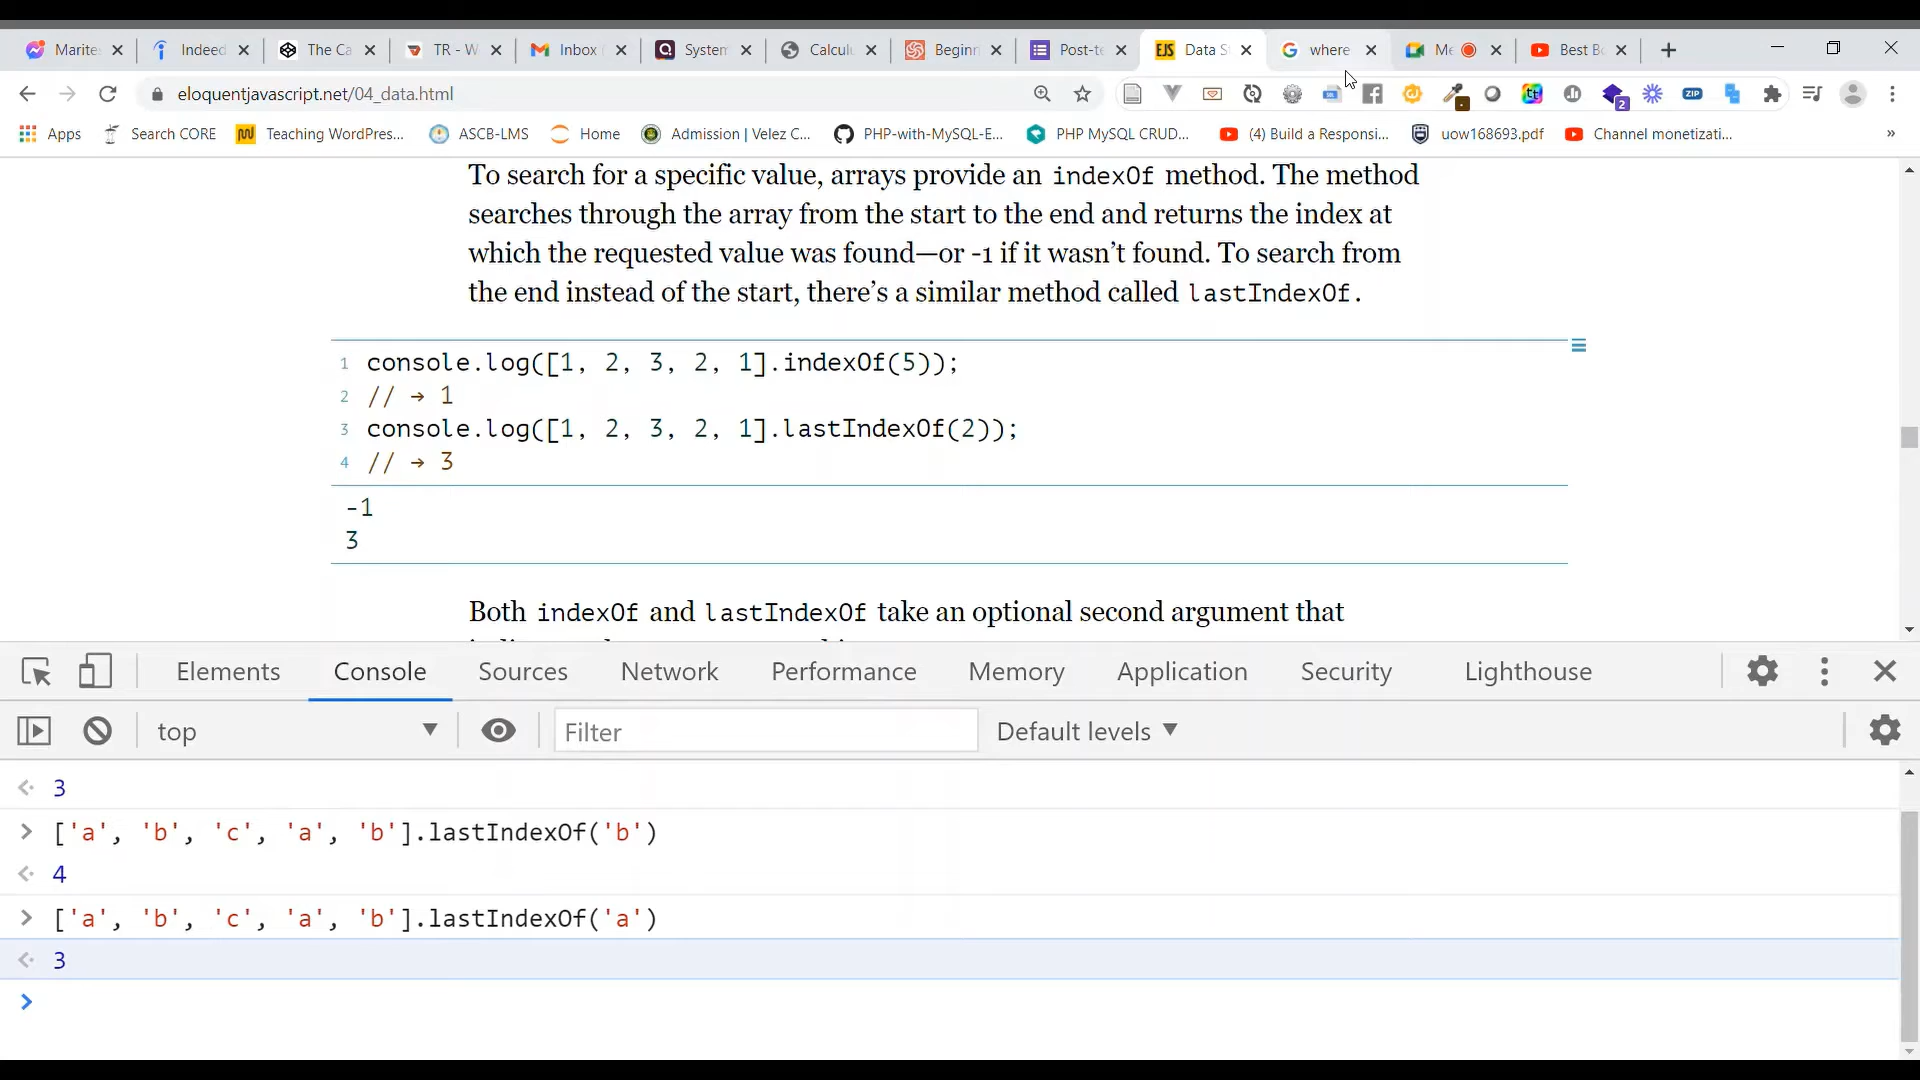 Marite
Indeed
The Ca
TR - W
Inbox
System
Calcul
Beginn
Post-te
EJS Data S
where
Me
Best B
eloquentjavascript.net/04_data.html
2
ZIP
Apps
Search CORE
Teaching WordPres...
ASCB-LMS
Home
Admission | Velez C...
PHP-with-MySQL-E...
PHP MySQL CRUD...
(4) Build a Responsi...
uow168693.pdf
Channel monetizati...
»
To search for a specific value, arrays provide an indexOf method. The method
searches through the array from the start to the end and returns the index at
which the requested value was found—or -1 if it wasn’t found. To search from
the end instead of the start, there’s a similar method called lastIndexOf.
1 console.log([1, 2, 3, 2, 1].indexOf(5));
2 // → 1
3 console.log([1, 2, 3, 2, 1].lastIndexOf(2));
4 // → 3
-1
3
Both indexOf and lastIndexOf take an optional second argument that
Elements Console Sources Network Performance Memory Application Security Lighthouse
top Filter Default levels
3
['a', 'b', 'c', 'a', 'b'].lastIndexOf('b')
4
['a', 'b', 'c', 'a', 'b'].lastIndexOf('a')
3